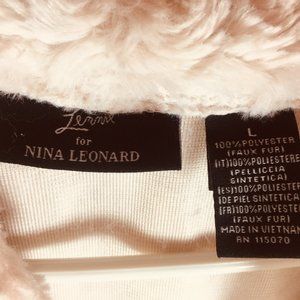 Lennie
for
NINA LEONARD
L
100%POLYESTER
(FAUX FUR)
(IT)100%POLIESTERE
(PELLICCIA
SINTETICA)
(ES)100%POLIESTER
(DE PIEL SINTETICA)
(FR)100%POLYESTER
(FAUX FUR)
MADE IN VIETNAM
RN 115070